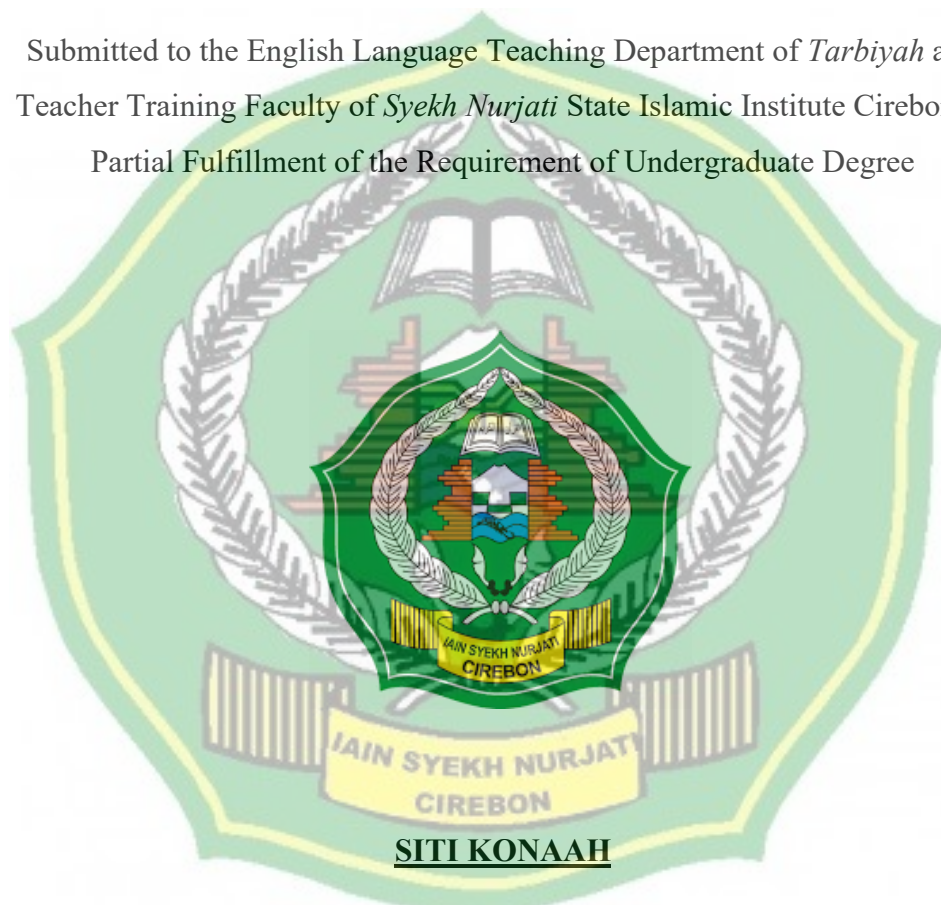 Submitted to the English Language Teaching Department of Tarbiyah a
Teacher Training Faculty of Syekh Nurjati State Islamic Institute Cirebo
Partial Fulfillment of the Requirement of Undergraduate Degree
IAIN SYEKH NURJATI
CIREBON
IAIN SYEKH NURJATI
CIREBON
SITI KONAAH